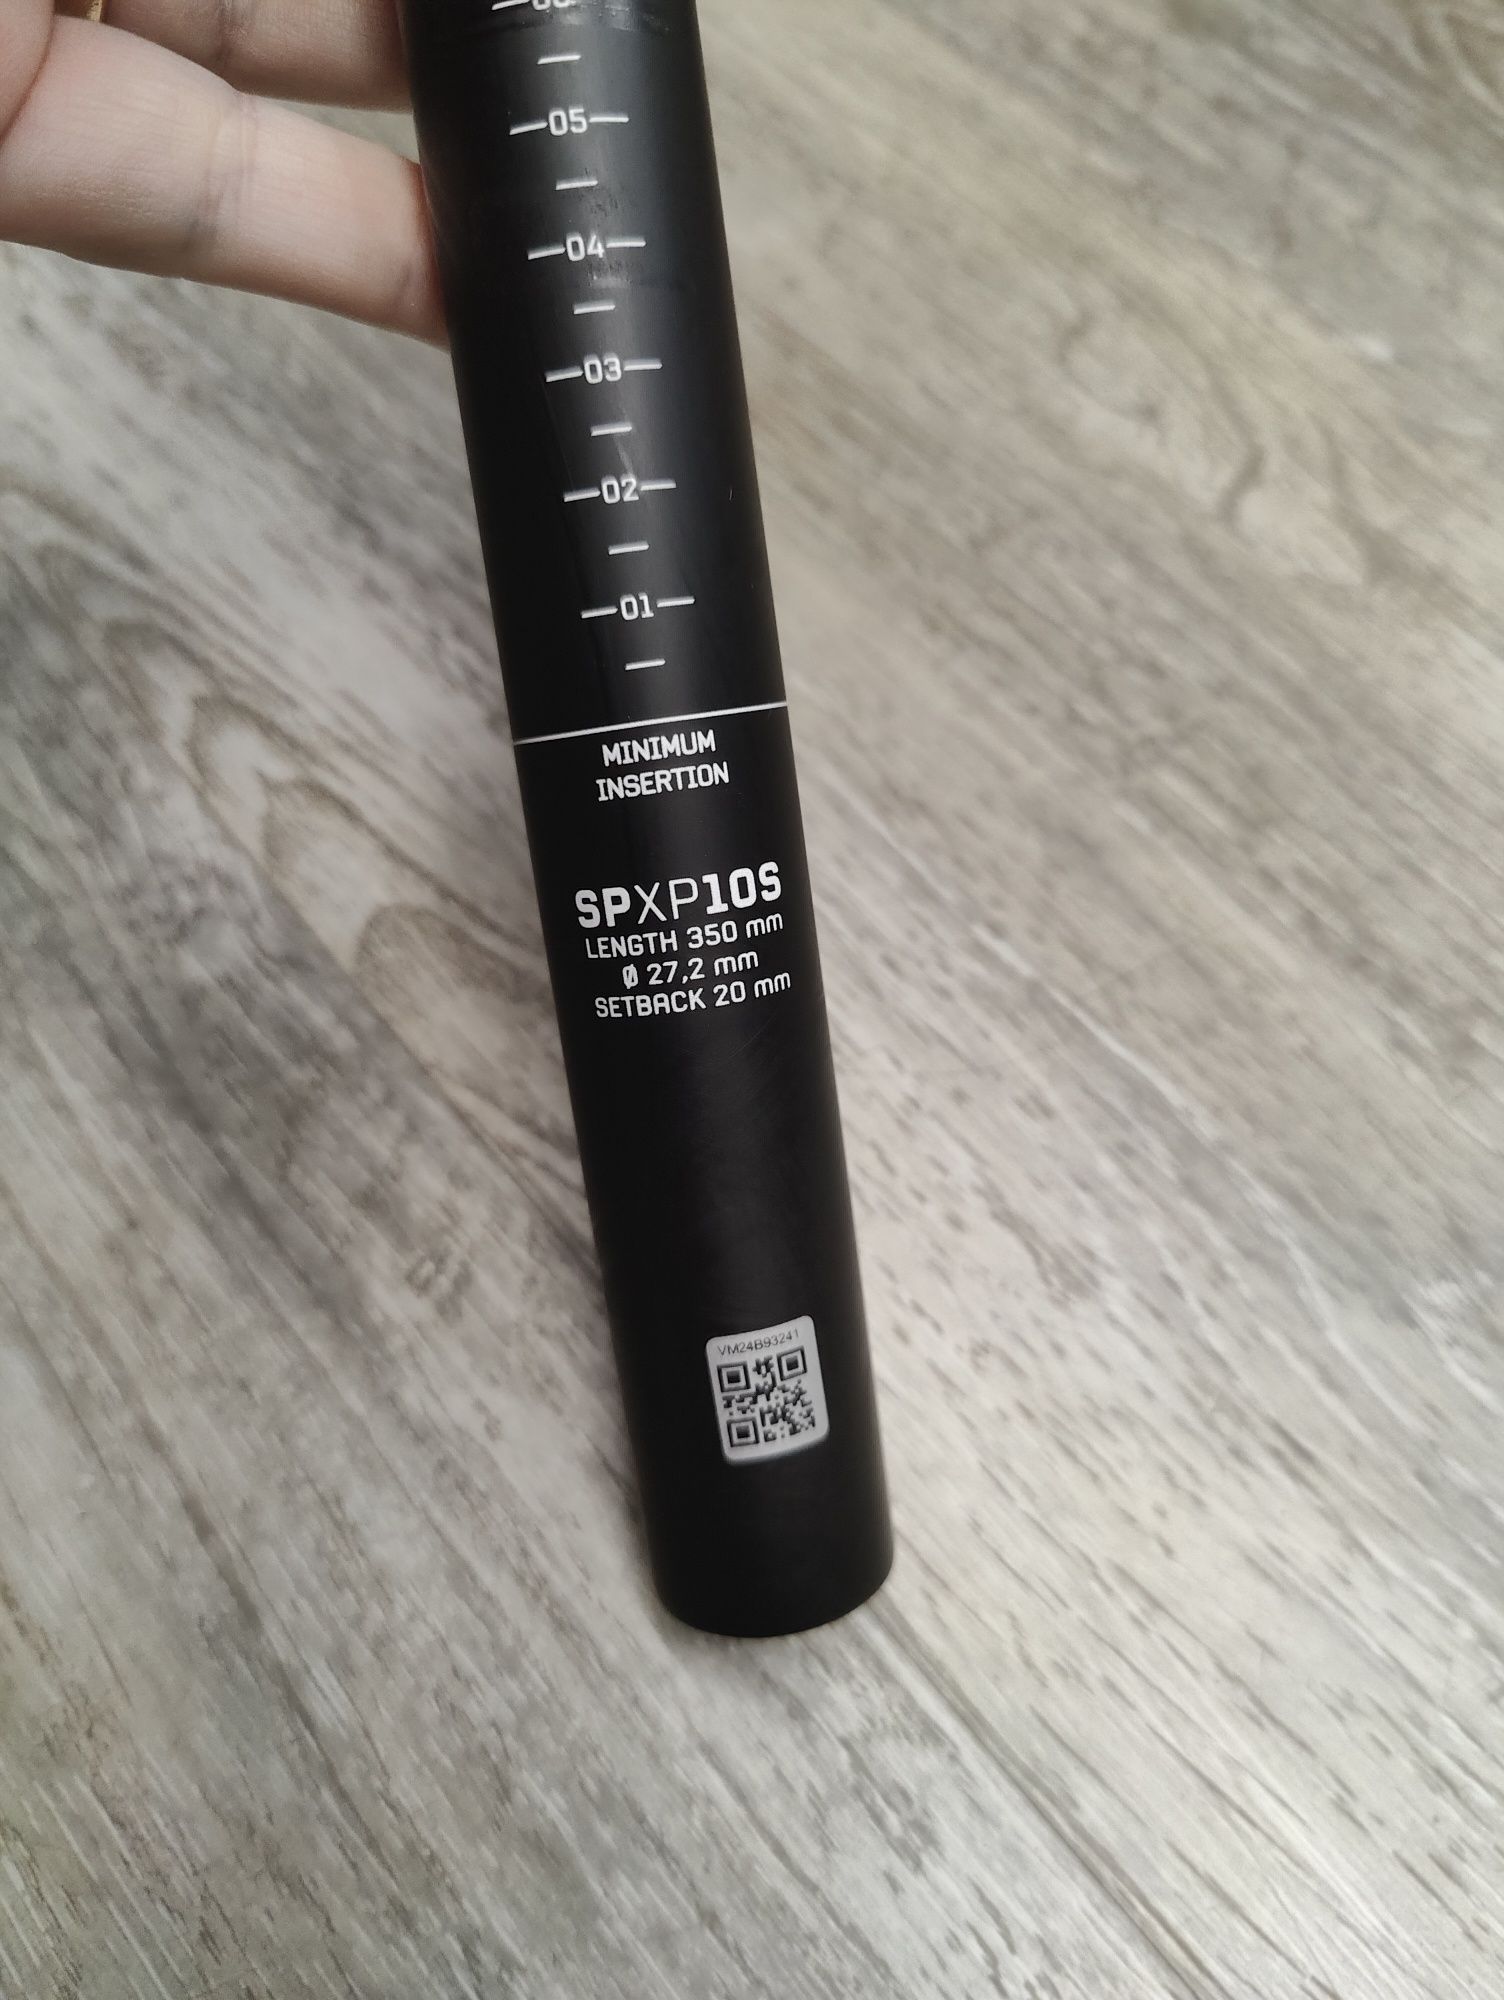 05
04
03
02
01
MINIMUM
INSERTION
SPXP10S
LENGTH 350 mm
Ø 27,2 mm
SETBACK 20 mm
VM24B93241